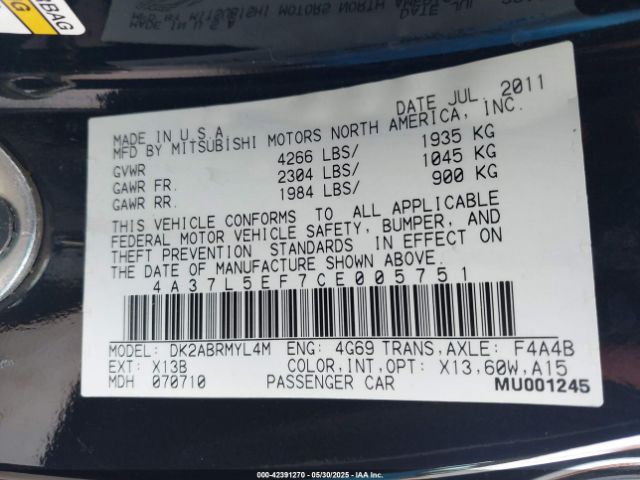 RBAG
DATE JUL 2011
MADE IN U.S.A
MFD BY MITSUBISHI MOTORS NORTH AMERICA, INC.
GVWR 4266 LBS/ 1935 KG
GAWR FR. 2304 LBS/ 1045 KG
GAWR RR. 1984 LBS/ 900 KG
THIS VEHICLE CONFORMS TO ALL APPLICABLE
FEDERAL MOTOR VEHICLE SAFETY, BUMPER, AND
THEFT PREVENTION STANDARDS IN EFFECT ON
THE DATE OF MANUFACTURE SHOWN ABOVE.
4A37L5EF7CE005751
MODEL: DK2ABRMYL4M ENG: 4G69 TRANS,AXLE: F4A4B
EXT: X13B COLOR,INT,OPT: X13,60W,A15
MDH 070710 PASSENGER CAR MU001245
000-42391270 - 05/30/2025 - IAAI Corporate